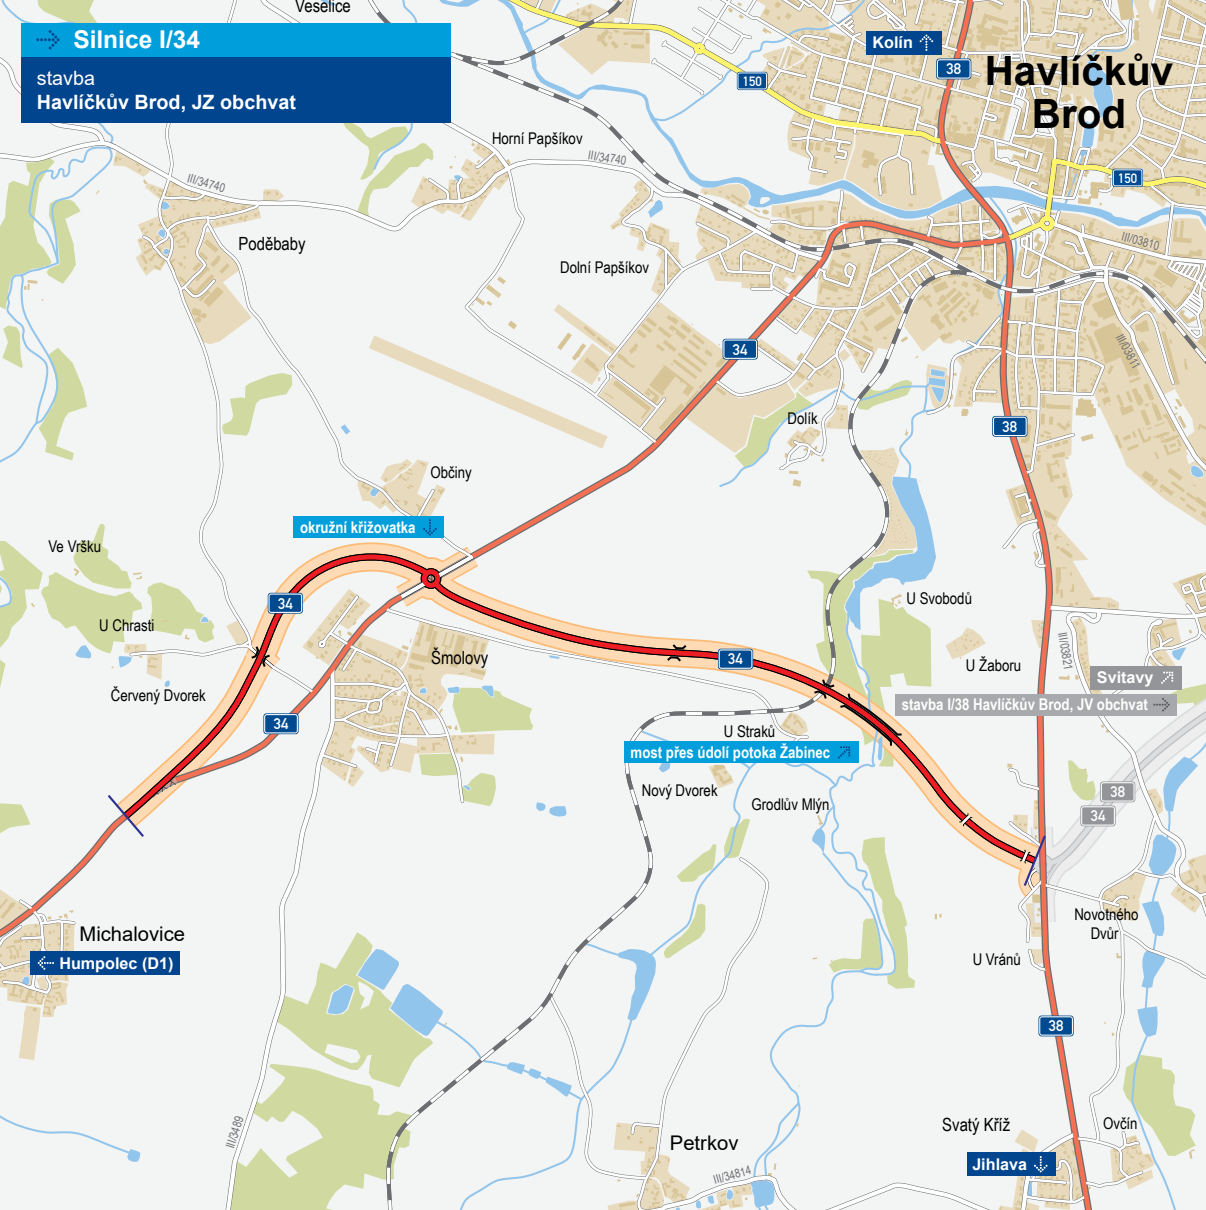 Veselice
Silnice I/34
stavba
Havlíčkův Brod, JZ obchvat
Kolín
38
Havlíčkův
Brod
150
Horní Papšíkov
III/34740
III/34740
150
III/03810
Poděbaby
Dolní Papšíkov
34
III/03811
Dolík
38
Občiny
okružní křižovatka
Ve Vršku
34
U Svobodů
U Chrasti
III/03821
Šmolovy
34
U Žaboru
Svitavy
Červený Dvorek
stavba I/38 Havlíčkův Brod, JV obchvat
34
U Straků
most přes údolí potoka Žabinec
Nový Dvorek
Grodlův Mlýn
38
34
Michalovice
Novotného
Dvůr
Humpolec (D1)
U Vránů
38
III/3489
Svatý Kříž
Ovčín
Petrkov
Jihlava
III/34814